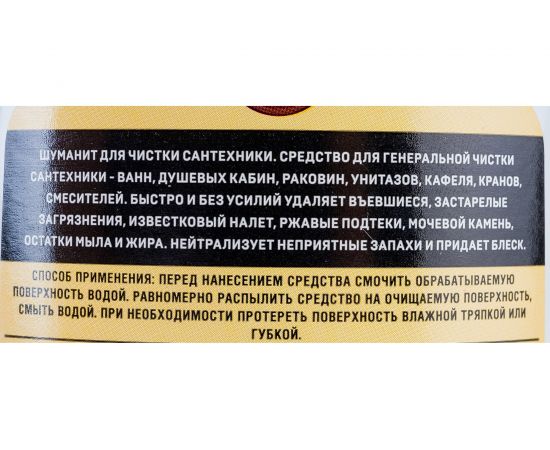 ШУМАНИТ ДЛЯ ЧИСТКИ САНТЕХНИКИ. СРЕДСТВО ДЛЯ ГЕНЕРАЛЬНОЙ ЧИСТКИ
САНТЕХНИКИ - ВАНН, ДУШЕВЫХ КАБИН, РАКОВИН, УНИТАЗОВ, КАФЕЛЯ, КРАНОВ,
СМЕСИТЕЛЕЙ. БЫСТРО И БЕЗ УСИЛИЙ УДАЛЯЕТ ВЪЕВШИЕСЯ, ЗАСТАРЕЛЫЕ
ЗАГРЯЗНЕНИЯ, ИЗВЕСТКОВЫЙ НАЛЕТ, РЖАВЫЕ ПОДТЕКИ, МОЧЕВОЙ КАМЕНЬ,
ОСТАТКИ МЫЛА И ЖИРА. НЕЙТРАЛИЗУЕТ НЕПРИЯТНЫЕ ЗАПАХИ И ПРИДАЕТ БЛЕСК.
СПОСОБ ПРИМЕНЕНИЯ: ПЕРЕД НАНЕСЕНИЕМ СРЕДСТВА СМОЧИТЬ ОБРАБАТЫВАЕМУЮ
ПОВЕРХНОСТЬ ВОДОЙ. РАВНОМЕРНО РАСПЫЛИТЬ СРЕДСТВО НА ОЧИЩАЕМУЮ ПОВЕРХНОСТЬ,
СМЫТЬ ВОДОЙ. ПРИ НЕОБХОДИМОСТИ ПРОТЕРЕТЬ ПОВЕРХНОСТЬ ВЛАЖНОЙ ТРЯПКОЙ ИЛИ
ГУБКОЙ.